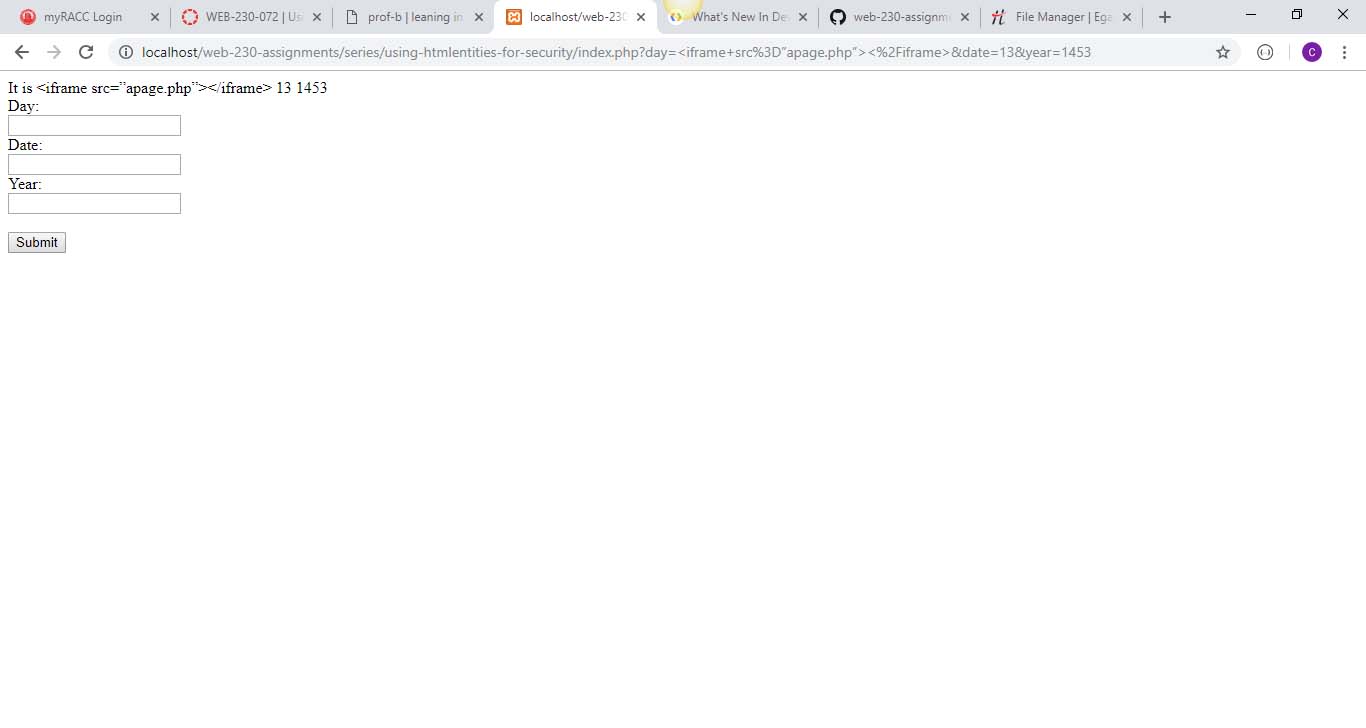 myRACC Login
WEB-230-072 | Us
prof-b | leaning in
localhost/web-230
What's New In De
web-230-assignm
File Manager | Ega
localhost/web-230-assignments/series/using-htmlentities-for-security/index.php?day=<iframe+src%3D"apage.php"><%2Fiframe>&date=13&year=1453
C
It is <iframe src=”apage.php”></iframe> 13 1453
Day:
Date:
Year:
Submit